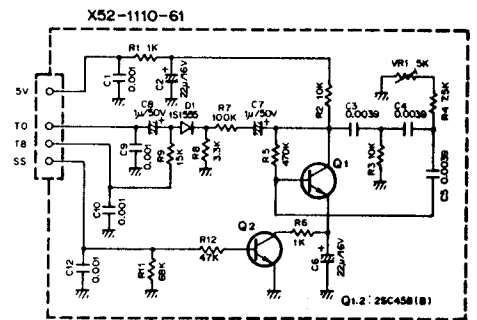 X52-1110-61
5V
TO
TB
SS
R1 1K
C1
0.001
C2
22μ/16V
C8
1μ/50V
D1
1S1555
R7
100K
C7
1μ/50V
R2 10K
VR1 5K
C3
0.0039
C4
0.0039
R4 7.5K
C9
0.001
R9
15K
R8
3.3K
R5
470K
Q1
R3 10K
C5 0.0039
C10
0.001
Q2
R6
1K
C12
0.001
R11
68K
R12
47K
C6
22μ/16V
Q1.2 : 2SC458(B)